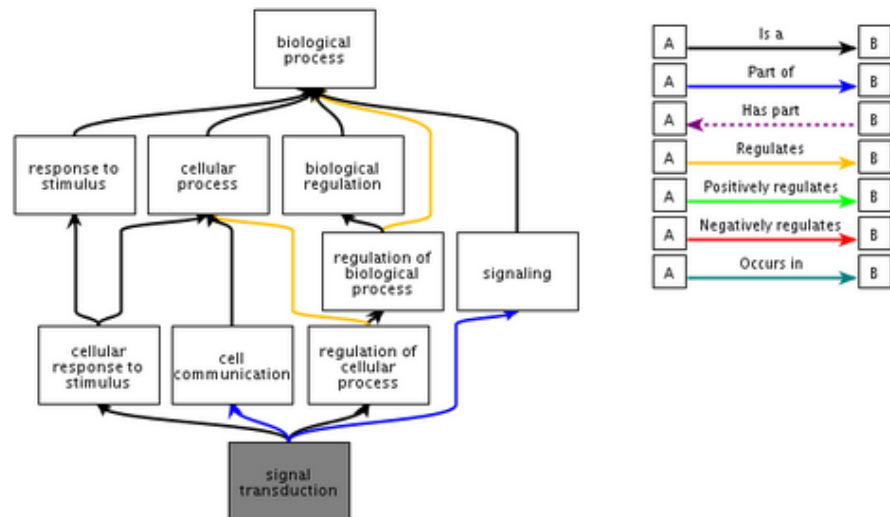 biological
process
response to
stimulus
cellular
process
biological
regulation
regulation of
biological
process
signaling
cellular
response to
stimulus
cell
communication
regulation of
cellular
process
signal
transduction
A
Is a
B
A
Part of
B
A
Has part
B
A
Regulates
B
A
Positively regulates
B
A
Negatively regulates
B
A
Occurs in
B